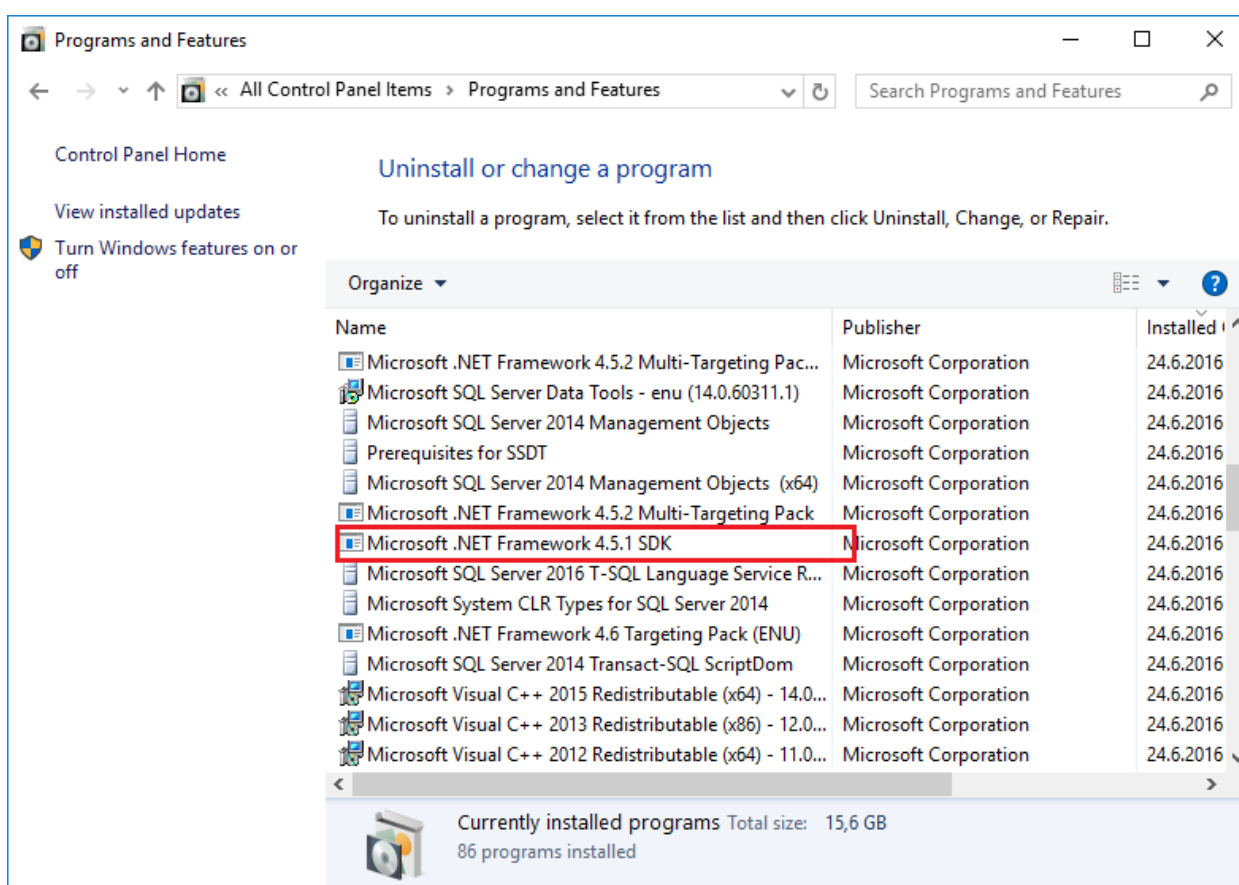 Programs and Features
« All Control Panel Items > Programs and Features
Search Programs and Features
Control Panel Home
View installed updates
Turn Windows features on or
off
Uninstall or change a program
To uninstall a program, select it from the list and then click Uninstall, Change, or Repair.
Organize
Name Publisher Installed
Microsoft .NET Framework 4.5.2 Multi-Targeting Pac... Microsoft Corporation 24.6.2016
Microsoft SQL Server Data Tools - enu (14.0.60311.1) Microsoft Corporation 24.6.2016
Microsoft SQL Server 2014 Management Objects Microsoft Corporation 24.6.2016
Prerequisites for SSDT Microsoft Corporation 24.6.2016
Microsoft SQL Server 2014 Management Objects (x64) Microsoft Corporation 24.6.2016
Microsoft .NET Framework 4.5.2 Multi-Targeting Pack Microsoft Corporation 24.6.2016
Microsoft .NET Framework 4.5.1 SDK Microsoft Corporation 24.6.2016
Microsoft SQL Server 2016 T-SQL Language Service R... Microsoft Corporation 24.6.2016
Microsoft System CLR Types for SQL Server 2014 Microsoft Corporation 24.6.2016
Microsoft .NET Framework 4.6 Targeting Pack (ENU) Microsoft Corporation 24.6.2016
Microsoft SQL Server 2014 Transact-SQL ScriptDom Microsoft Corporation 24.6.2016
Microsoft Visual C++ 2015 Redistributable (x64) - 14.0... Microsoft Corporation 24.6.2016
Microsoft Visual C++ 2013 Redistributable (x86) - 12.0... Microsoft Corporation 24.6.2016
Microsoft Visual C++ 2012 Redistributable (x64) - 11.0... Microsoft Corporation 24.6.2016
Currently installed programs Total size: 15,6 GB
86 programs installed